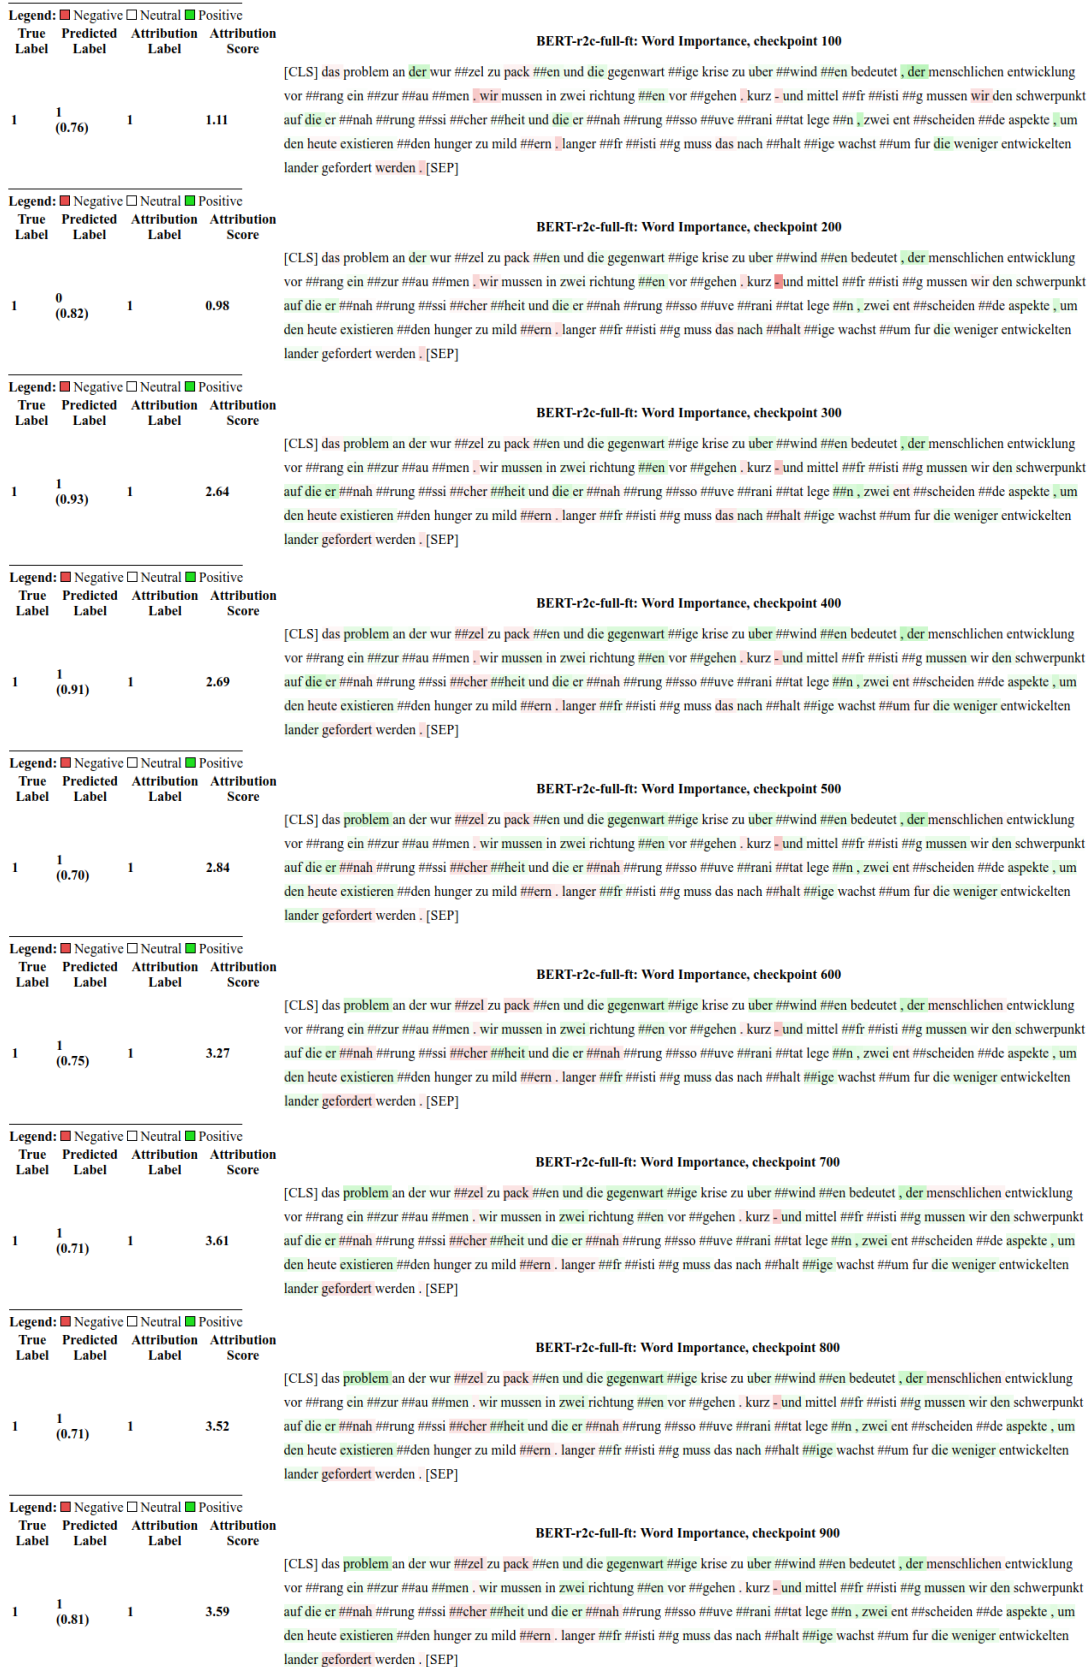 Legend: Negative Neutral Positive
True Label Predicted Label Attribution Label Attribution Score
BERT-r2c-full-ft: Word Importance, checkpoint 100
1 1 (0.76) 1 1.11
[CLS] das problem an der wur ##zel zu pack ##en und die gegenwart ##ige krise zu uber ##wind ##en bedeutet , der menschlichen entwicklung
vor ##rang ein ##zur ##au ##men . wir mussen in zwei richtung ##en vor ##gehen . kurz - und mittel ##fr ##isti ##g mussen wir den schwerpunkt
auf die er ##nah ##rung ##ssi ##cher ##heit und die er ##nah ##rung ##sso ##uve ##rani ##tat lege ##n , zwei ent ##scheiden ##de aspekte , um
den heute existieren ##den hunger zu mild ##ern . langer ##fr ##isti ##g muss das nach ##halt ##ige wachst ##um fur die weniger entwickelten
lander gefordert werden . [SEP]
Legend: Negative Neutral Positive
True Label Predicted Label Attribution Label Attribution Score
BERT-r2c-full-ft: Word Importance, checkpoint 200
1 0 (0.82) 1 0.98
[CLS] das problem an der wur ##zel zu pack ##en und die gegenwart ##ige krise zu uber ##wind ##en bedeutet , der menschlichen entwicklung
vor ##rang ein ##zur ##au ##men . wir mussen in zwei richtung ##en vor ##gehen . kurz - und mittel ##fr ##isti ##g mussen wir den schwerpunkt
auf die er ##nah ##rung ##ssi ##cher ##heit und die er ##nah ##rung ##sso ##uve ##rani ##tat lege ##n , zwei ent ##scheiden ##de aspekte , um
den heute existieren ##den hunger zu mild ##ern . langer ##fr ##isti ##g muss das nach ##halt ##ige wachst ##um fur die weniger entwickelten
lander gefordert werden . [SEP]
Legend: Negative Neutral Positive
True Label Predicted Label Attribution Label Attribution Score
BERT-r2c-full-ft: Word Importance, checkpoint 300
1 1 (0.93) 1 2.64
[CLS] das problem an der wur ##zel zu pack ##en und die gegenwart ##ige krise zu uber ##wind ##en bedeutet , der menschlichen entwicklung
vor ##rang ein ##zur ##au ##men . wir mussen in zwei richtung ##en vor ##gehen . kurz - und mittel ##fr ##isti ##g mussen wir den schwerpunkt
auf die er ##nah ##rung ##ssi ##cher ##heit und die er ##nah ##rung ##sso ##uve ##rani ##tat lege ##n , zwei ent ##scheiden ##de aspekte , um
den heute existieren ##den hunger zu mild ##ern . langer ##fr ##isti ##g muss das nach ##halt ##ige wachst ##um fur die weniger entwickelten
lander gefordert werden . [SEP]
Legend: Negative Neutral Positive
True Label Predicted Label Attribution Label Attribution Score
BERT-r2c-full-ft: Word Importance, checkpoint 400
1 1 (0.91) 1 2.69
[CLS] das problem an der wur ##zel zu pack ##en und die gegenwart ##ige krise zu uber ##wind ##en bedeutet , der menschlichen entwicklung
vor ##rang ein ##zur ##au ##men . wir mussen in zwei richtung ##en vor ##gehen . kurz - und mittel ##fr ##isti ##g mussen wir den schwerpunkt
auf die er ##nah ##rung ##ssi ##cher ##heit und die er ##nah ##rung ##sso ##uve ##rani ##tat lege ##n , zwei ent ##scheiden ##de aspekte , um
den heute existieren ##den hunger zu mild ##ern . langer ##fr ##isti ##g muss das nach ##halt ##ige wachst ##um fur die weniger entwickelten
lander gefordert werden . [SEP]
Legend: Negative Neutral Positive
True Label Predicted Label Attribution Label Attribution Score
BERT-r2c-full-ft: Word Importance, checkpoint 500
1 1 (0.70) 1 2.84
[CLS] das problem an der wur ##zel zu pack ##en und die gegenwart ##ige krise zu uber ##wind ##en bedeutet , der menschlichen entwicklung
vor ##rang ein ##zur ##au ##men . wir mussen in zwei richtung ##en vor ##gehen . kurz - und mittel ##fr ##isti ##g mussen wir den schwerpunkt
auf die er ##nah ##rung ##ssi ##cher ##heit und die er ##nah ##rung ##sso ##uve ##rani ##tat lege ##n , zwei ent ##scheiden ##de aspekte , um
den heute existieren ##den hunger zu mild ##ern . langer ##fr ##isti ##g muss das nach ##halt ##ige wachst ##um fur die weniger entwickelten
lander gefordert werden . [SEP]
Legend: Negative Neutral Positive
True Label Predicted Label Attribution Label Attribution Score
BERT-r2c-full-ft: Word Importance, checkpoint 600
1 1 (0.75) 1 3.27
[CLS] das problem an der wur ##zel zu pack ##en und die gegenwart ##ige krise zu uber ##wind ##en bedeutet , der menschlichen entwicklung
vor ##rang ein ##zur ##au ##men . wir mussen in zwei richtung ##en vor ##gehen . kurz - und mittel ##fr ##isti ##g mussen wir den schwerpunkt
auf die er ##nah ##rung ##ssi ##cher ##heit und die er ##nah ##rung ##sso ##uve ##rani ##tat lege ##n , zwei ent ##scheiden ##de aspekte , um
den heute existieren ##den hunger zu mild ##ern . langer ##fr ##isti ##g muss das nach ##halt ##ige wachst ##um fur die weniger entwickelten
lander gefordert werden . [SEP]
Legend: Negative Neutral Positive
True Label Predicted Label Attribution Label Attribution Score
BERT-r2c-full-ft: Word Importance, checkpoint 700
1 1 (0.71) 1 3.61
[CLS] das problem an der wur ##zel zu pack ##en und die gegenwart ##ige krise zu uber ##wind ##en bedeutet , der menschlichen entwicklung
vor ##rang ein ##zur ##au ##men . wir mussen in zwei richtung ##en vor ##gehen . kurz - und mittel ##fr ##isti ##g mussen wir den schwerpunkt
auf die er ##nah ##rung ##ssi ##cher ##heit und die er ##nah ##rung ##sso ##uve ##rani ##tat lege ##n , zwei ent ##scheiden ##de aspekte , um
den heute existieren ##den hunger zu mild ##ern . langer ##fr ##isti ##g muss das nach ##halt ##ige wachst ##um fur die weniger entwickelten
lander gefordert werden . [SEP]
Legend: Negative Neutral Positive
True Label Predicted Label Attribution Label Attribution Score
BERT-r2c-full-ft: Word Importance, checkpoint 800
1 1 (0.71) 1 3.52
[CLS] das problem an der wur ##zel zu pack ##en und die gegenwart ##ige krise zu uber ##wind ##en bedeutet , der menschlichen entwicklung
vor ##rang ein ##zur ##au ##men . wir mussen in zwei richtung ##en vor ##gehen . kurz - und mittel ##fr ##isti ##g mussen wir den schwerpunkt
auf die er ##nah ##rung ##ssi ##cher ##heit und die er ##nah ##rung ##sso ##uve ##rani ##tat lege ##n , zwei ent ##scheiden ##de aspekte , um
den heute existieren ##den hunger zu mild ##ern . langer ##fr ##isti ##g muss das nach ##halt ##ige wachst ##um fur die weniger entwickelten
lander gefordert werden . [SEP]
Legend: Negative Neutral Positive
True Label Predicted Label Attribution Label Attribution Score
BERT-r2c-full-ft: Word Importance, checkpoint 900
1 1 (0.81) 1 3.59
[CLS] das problem an der wur ##zel zu pack ##en und die gegenwart ##ige krise zu uber ##wind ##en bedeutet , der menschlichen entwicklung
vor ##rang ein ##zur ##au ##men . wir mussen in zwei richtung ##en vor ##gehen . kurz - und mittel ##fr ##isti ##g mussen wir den schwerpunkt
auf die er ##nah ##rung ##ssi ##cher ##heit und die er ##nah ##rung ##sso ##uve ##rani ##tat lege ##n , zwei ent ##scheiden ##de aspekte , um
den heute existieren ##den hunger zu mild ##ern . langer ##fr ##isti ##g muss das nach ##halt ##ige wachst ##um fur die weniger entwickelten
lander gefordert werden . [SEP]